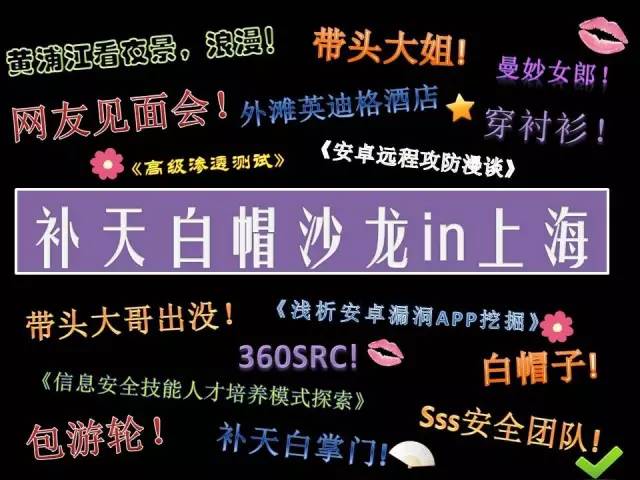 黄浦江看夜景，浪漫！
带头大姐!
曼妙女郎！
网友见面会！
外滩英迪格酒店
穿衬衫！
《高级渗透测试》
《安卓远程攻防漫谈》
补天白帽沙龙in上海
带头大哥出没！
《浅析安卓漏洞APP挖掘》
360SRC!
白帽子!
《信息安全技能人才培养模式探索》
包游轮！
补天白掌门!
Sss安全团队!